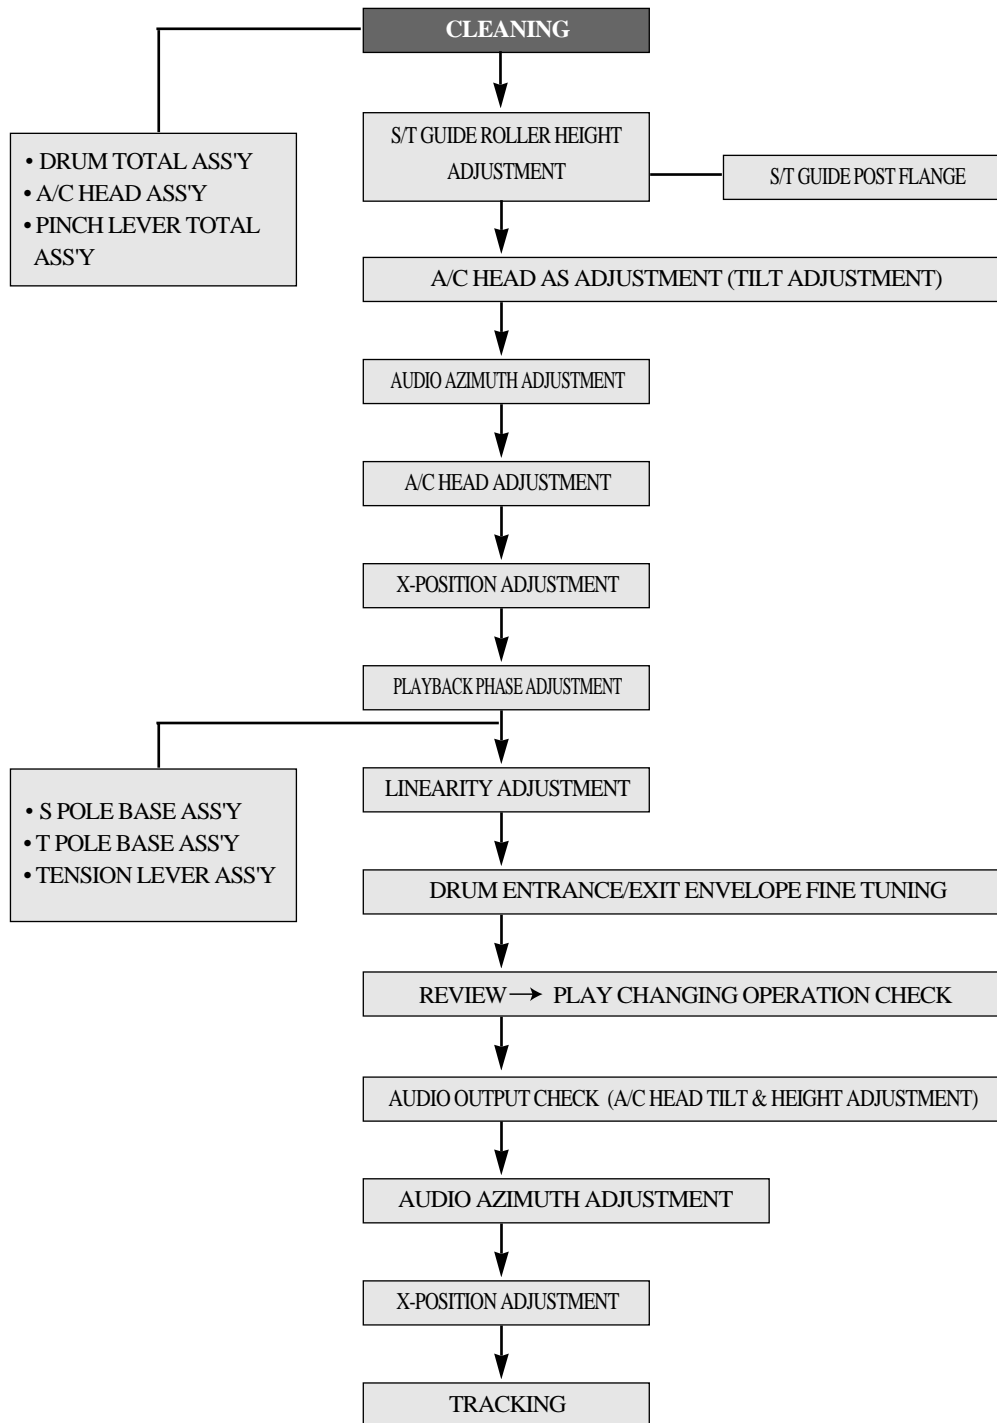 CLEANING
• DRUM TOTAL ASS'Y
• A/C HEAD ASS'Y
• PINCH LEVER TOTAL
ASS'Y
S/T GUIDE ROLLER HEIGHT
ADJUSTMENT
S/T GUIDE POST FLANGE
A/C HEAD AS ADJUSTMENT (TILT ADJUSTMENT)
AUDIO AZIMUTH ADJUSTMENT
A/C HEAD ADJUSTMENT
X-POSITION ADJUSTMENT
PLAYBACK PHASE ADJUSTMENT
• S POLE BASE ASS'Y
• T POLE BASE ASS'Y
• TENSION LEVER ASS'Y
LINEARITY ADJUSTMENT
DRUM ENTRANCE/EXIT ENVELOPE FINE TUNING
REVIEW → PLAY CHANGING OPERATION CHECK
AUDIO OUTPUT CHECK (A/C HEAD TILT & HEIGHT ADJUSTMENT)
AUDIO AZIMUTH ADJUSTMENT
X-POSITION ADJUSTMENT
TRACKING